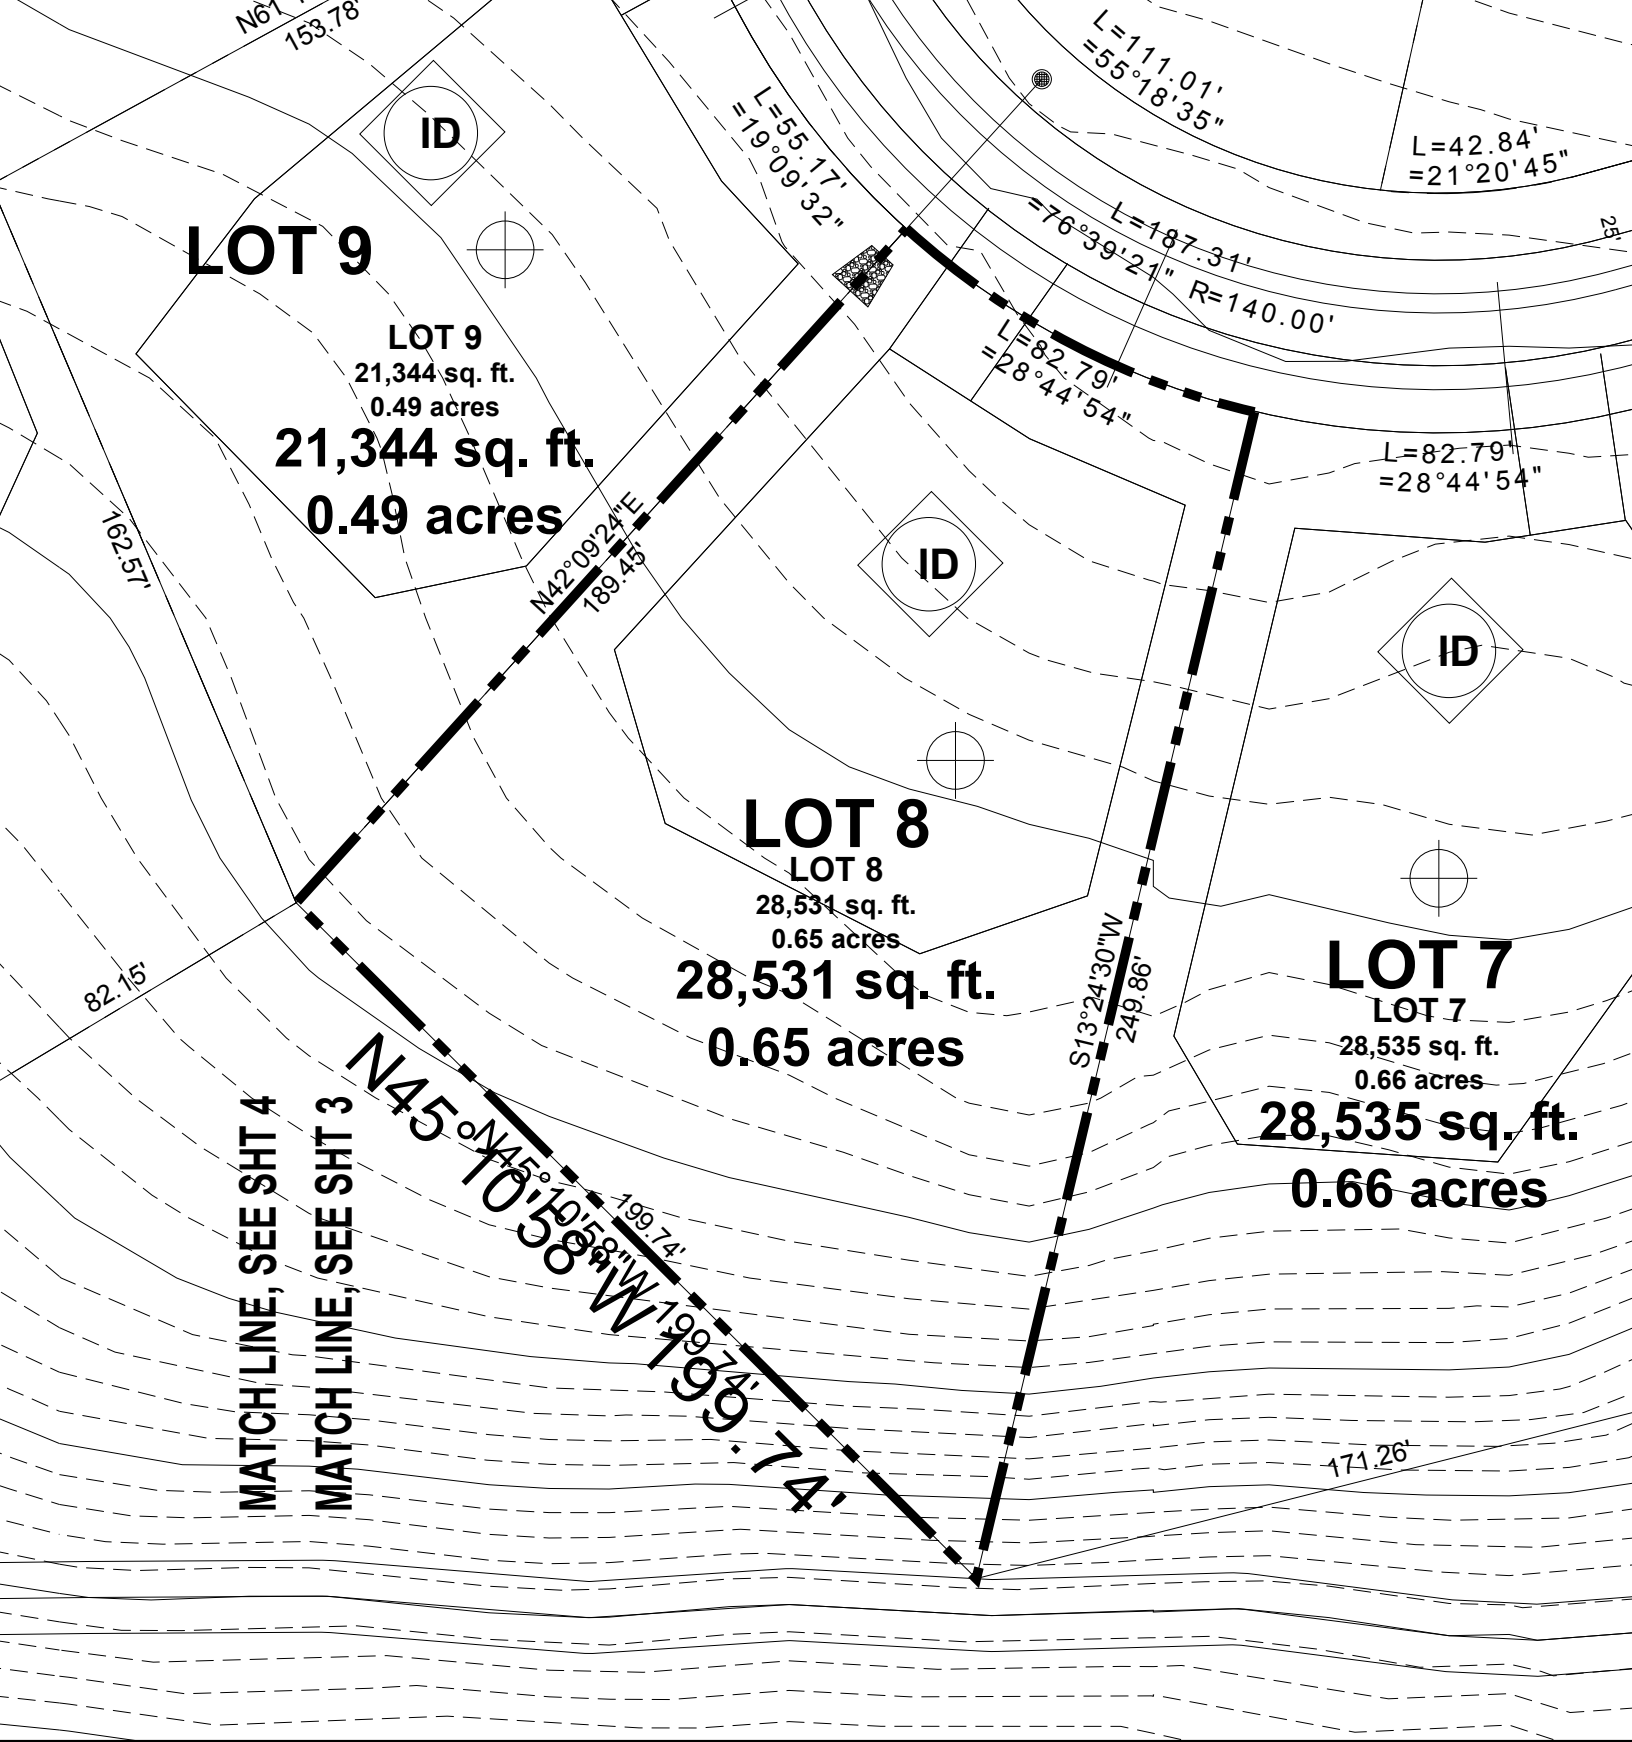 153.78'
L=111.01'
=55°18'35"
L=42.84'
=21°20'45"
L=55.17'
=19°09'32"
ID
L=187.31'
=76°39'21"
R=140.00'
25'
LOT 9
LOT 9
21,344 sq. ft.
0.49 acres
21,344 sq. ft.
0.49 acres
L=82.79'
=28°44'54"
L=82.79'
=28°44'54"
162.57'
N42°09'24"E
189.45'
ID
ID
LOT 8
LOT 8
28,531 sq. ft.
0.65 acres
28,531 sq. ft.
0.65 acres
S13°24'30"W
249.86'
LOT 7
LOT 7
28,535 sq. ft.
0.66 acres
28,535 sq. ft.
0.66 acres
82.15'
N45°10'58"W 199.74'
N45°10'58"W 199.74'
199.74'
MATCH LINE, SEE SHT 4
MATCH LINE, SEE SHT 3
171.26'